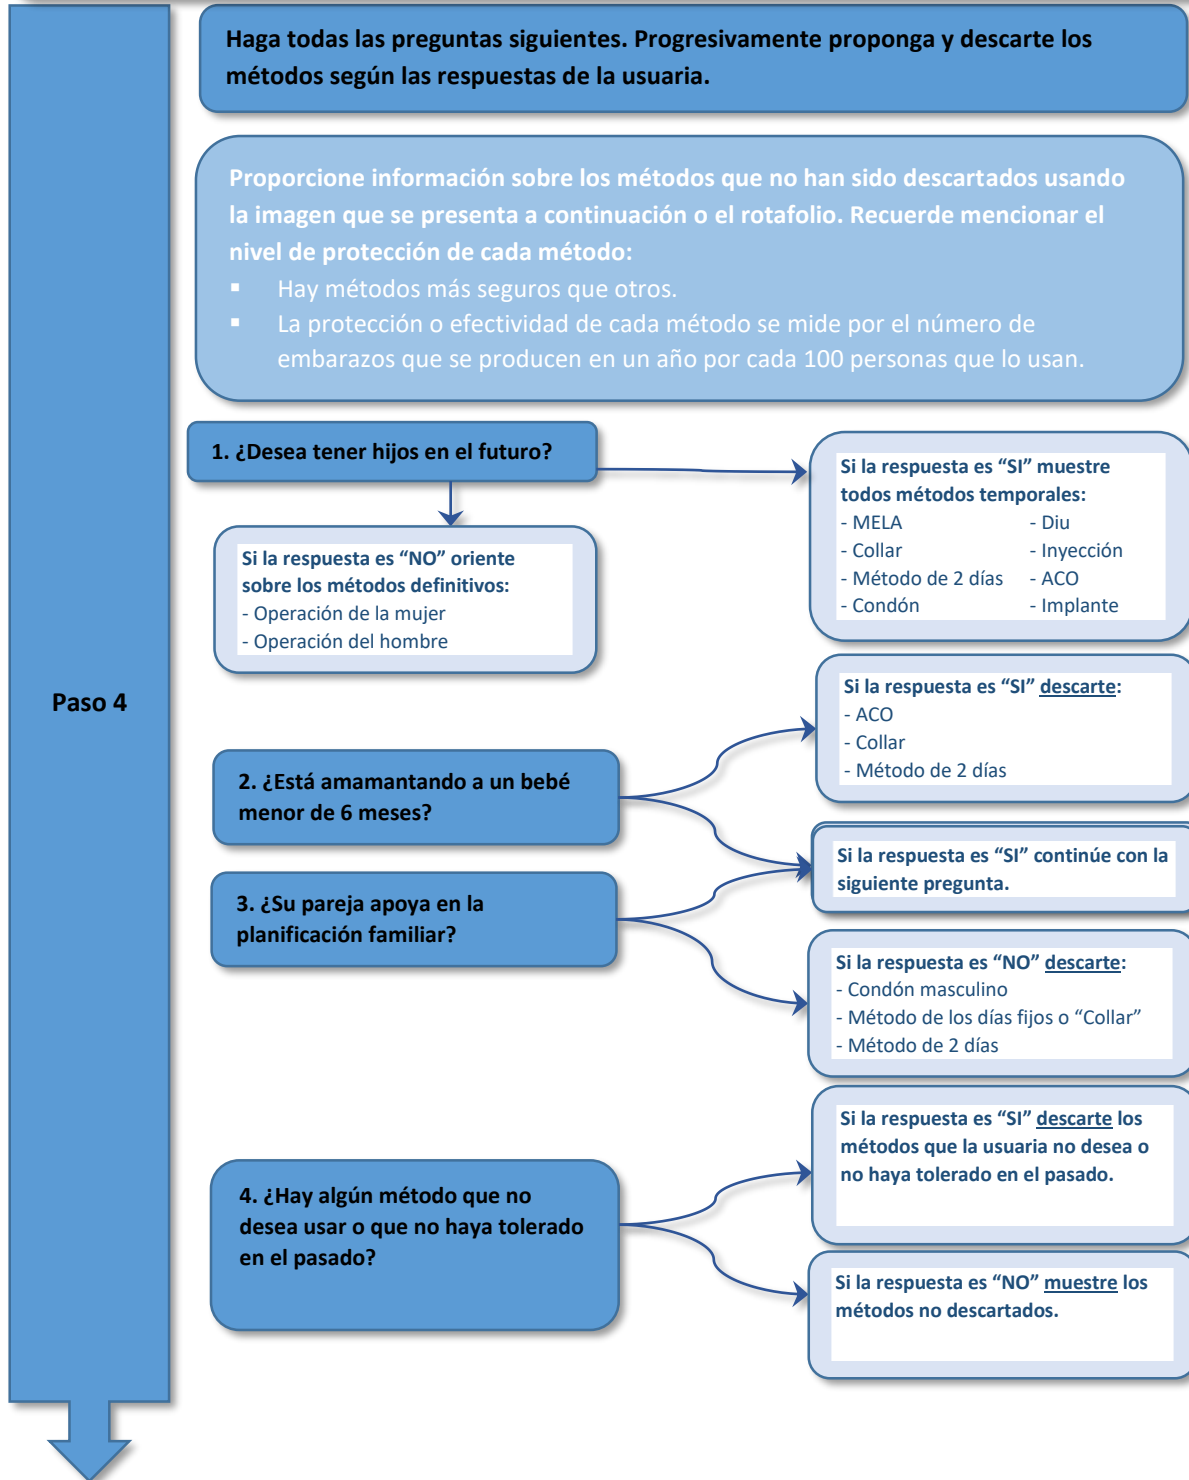 Haga todas las preguntas siguientes. Progresivamente proponga y descarte los
métodos según las respuestas de la usuaria.
Proporcione información sobre los métodos que no han sido descartados usando
la imagen que se presenta a continuación o el rotafolio. Recuerde mencionar el
nivel de protección de cada método:
▪ Hay métodos más seguros que otros.
▪ La protección o efectividad de cada método se mide por el número de
embarazos que se producen en un año por cada 100 personas que lo usan.
1. ¿Desea tener hijos en el futuro?
Si la respuesta es “SI” muestre
todos métodos temporales:
- MELA - Diu
- Collar - Inyección
- Método de 2 días - ACO
- Condón - Implante
Si la respuesta es “NO” oriente
sobre los métodos definitivos:
- Operación de la mujer
- Operación del hombre
Paso 4
Si la respuesta es “SI” descarte:
- ACO
- Collar
- Método de 2 días
2. ¿Está amamantando a un bebé
menor de 6 meses?
Si la respuesta es “SI” continúe con la
siguiente pregunta.
3. ¿Su pareja apoya en la
planificación familiar?
Si la respuesta es “NO” descarte:
- Condón masculino
- Método de los días fijos o “Collar”
- Método de 2 días
Si la respuesta es “SI” descarte los
métodos que la usuaria no desea o
no haya tolerado en el pasado.
4. ¿Hay algún método que no
desea usar o que no haya tolerado
en el pasado?
Si la respuesta es “NO” muestre los
métodos no descartados.